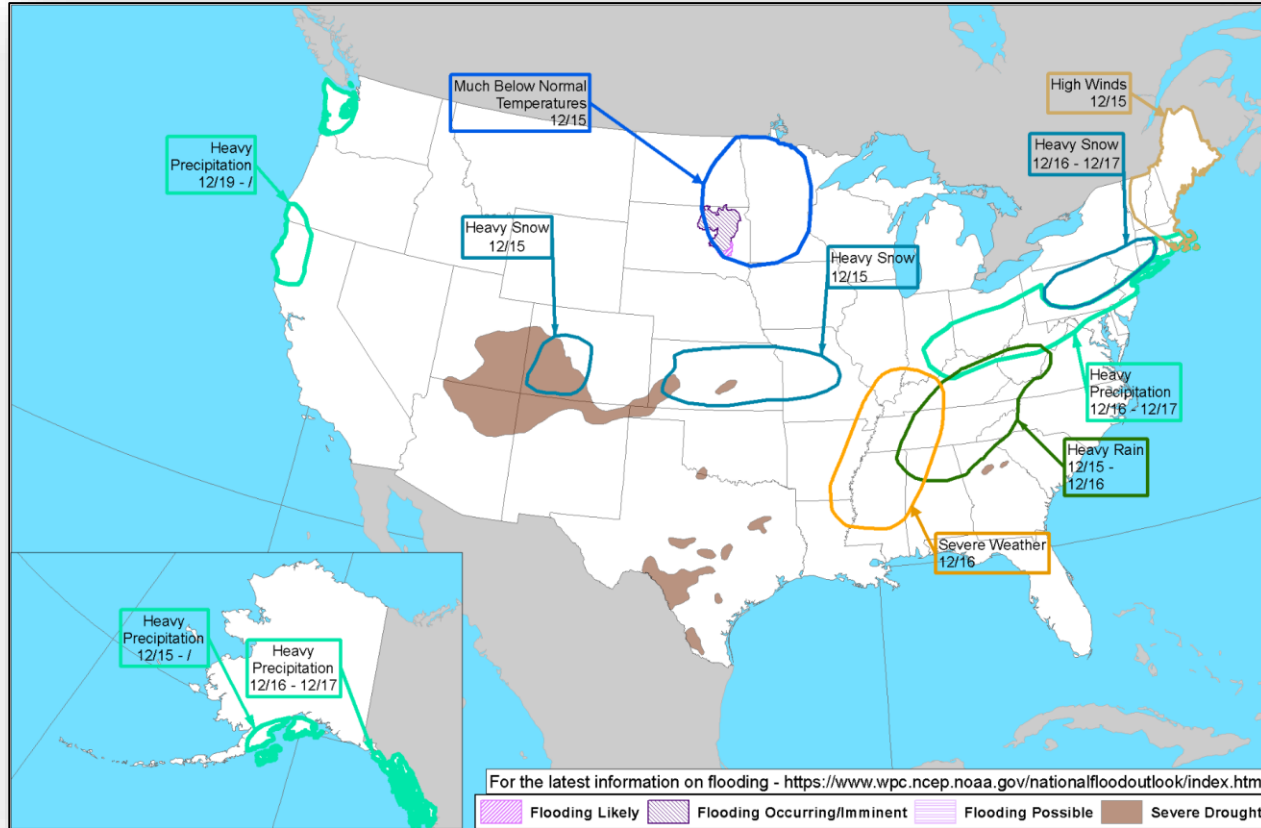 High Winds
12/15
Much Below Normal
Temperatures
12/15
Heavy Snow
12/16 - 12/17
Heavy
Precipitation
12/19 - /
Heavy Snow
12/15
Heavy Snow
12/15
Heavy
Precipitation
12/16 - 12/17
Heavy Rain
12/15 -
12/16
Severe Weather
12/16
Heavy
Precipitation
12/15 - /
Heavy
Precipitation
12/16 - 12/17
For the latest information on flooding - https://www.wpc.ncep.noaa.gov/nationalfloodoutlook/index.htm
Flooding Likely Flooding Occurring/Imminent Flooding Possible Severe Drought